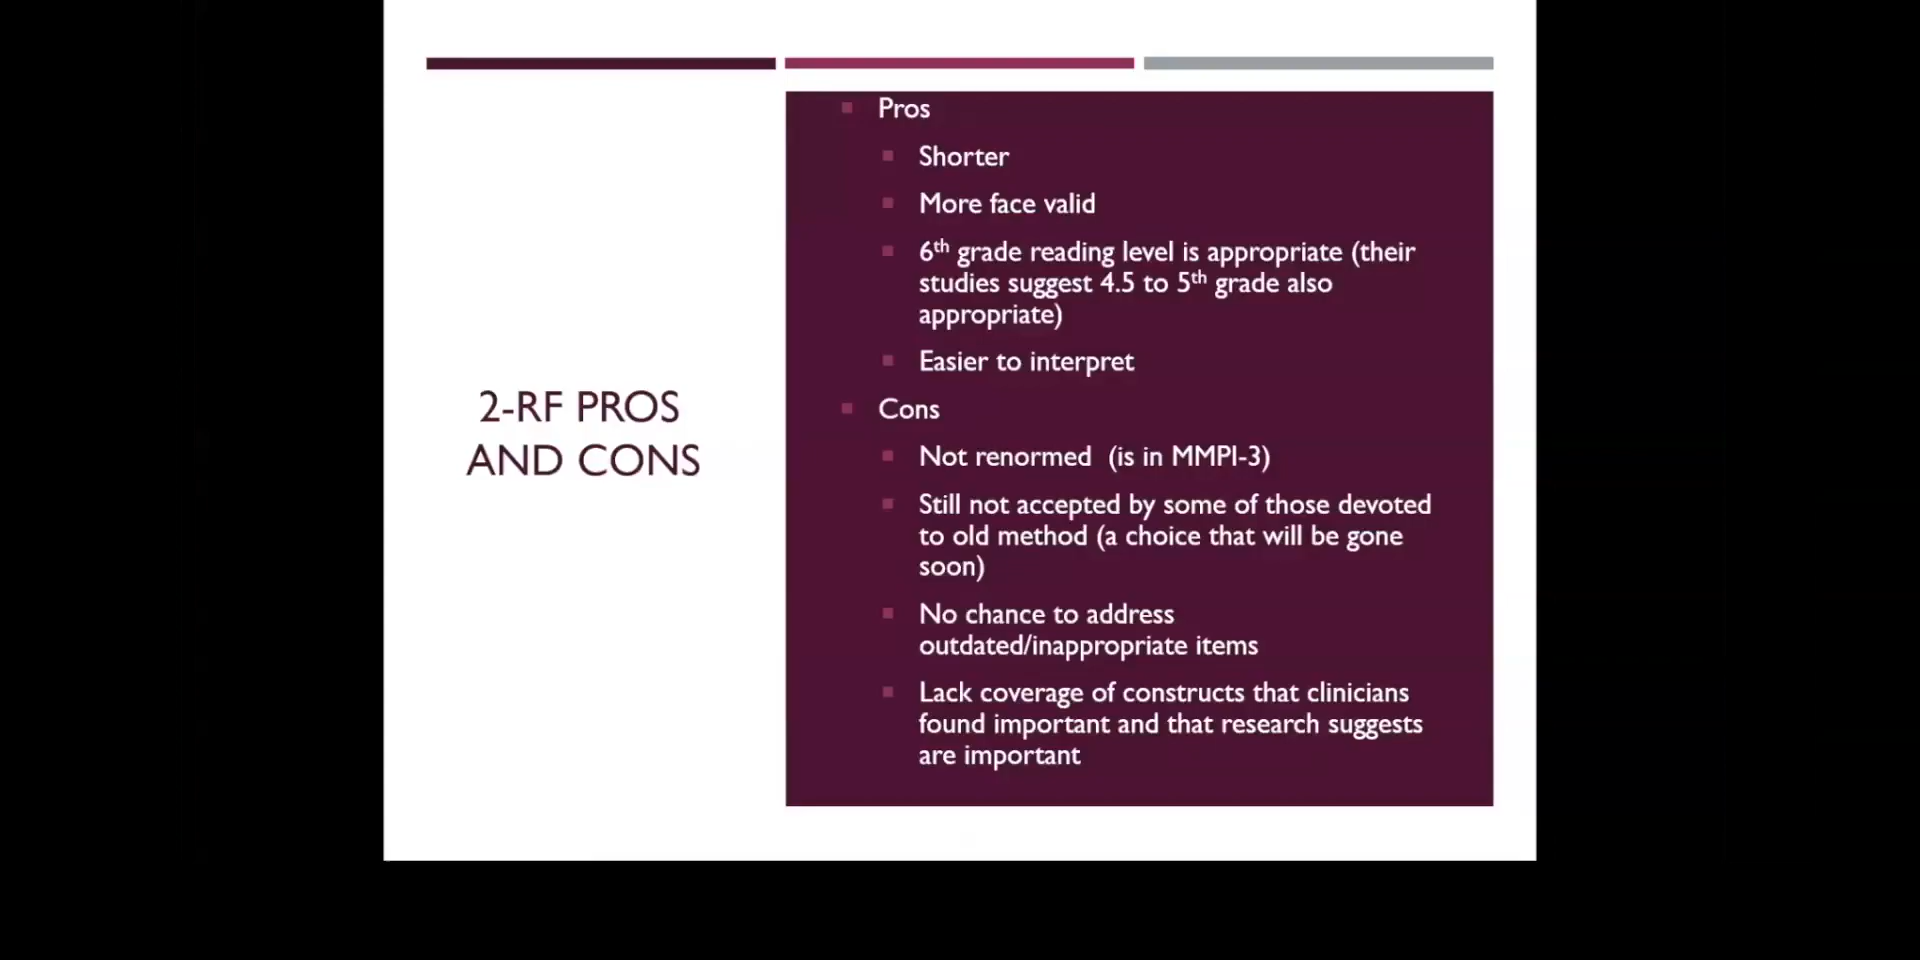 2-RF PROS
AND CONS
Pros
Shorter
More face valid
6th grade reading level is appropriate (their
studies suggest 4.5 to 5th grade also
appropriate)
Easier to interpret
Cons
Not renormed (is in MMPI-3)
Still not accepted by some of those devoted
to old method (a choice that will be gone
soon)
No chance to address
outdated/inappropriate items
Lack coverage of constructs that clinicians
found important and that research suggests
are important